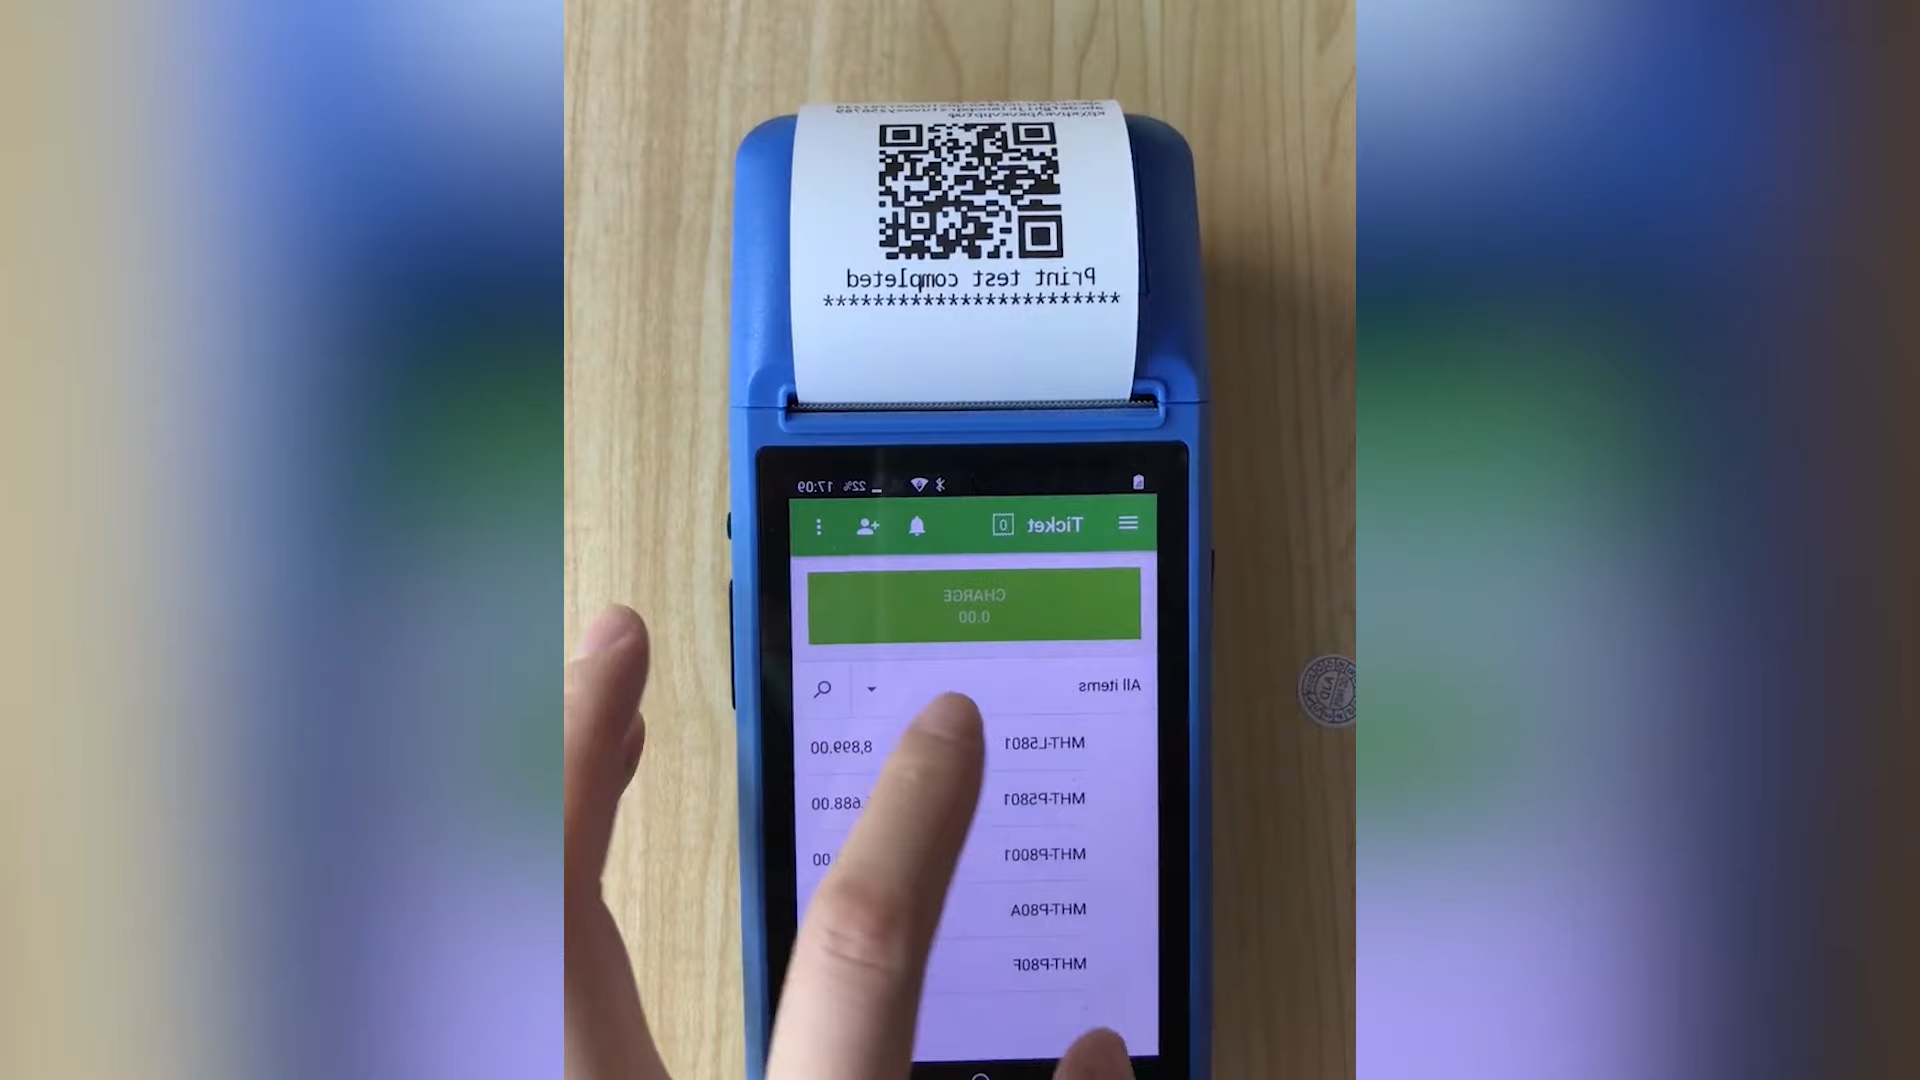 Print test completed
************************
17:09 22%
Ticket 0
CHARGE
0.00
All items
MHT-L5801 8,899.00
MHT-P5801 688.00
MHT-P8001 00
MHT-P80A
MHT-P80F